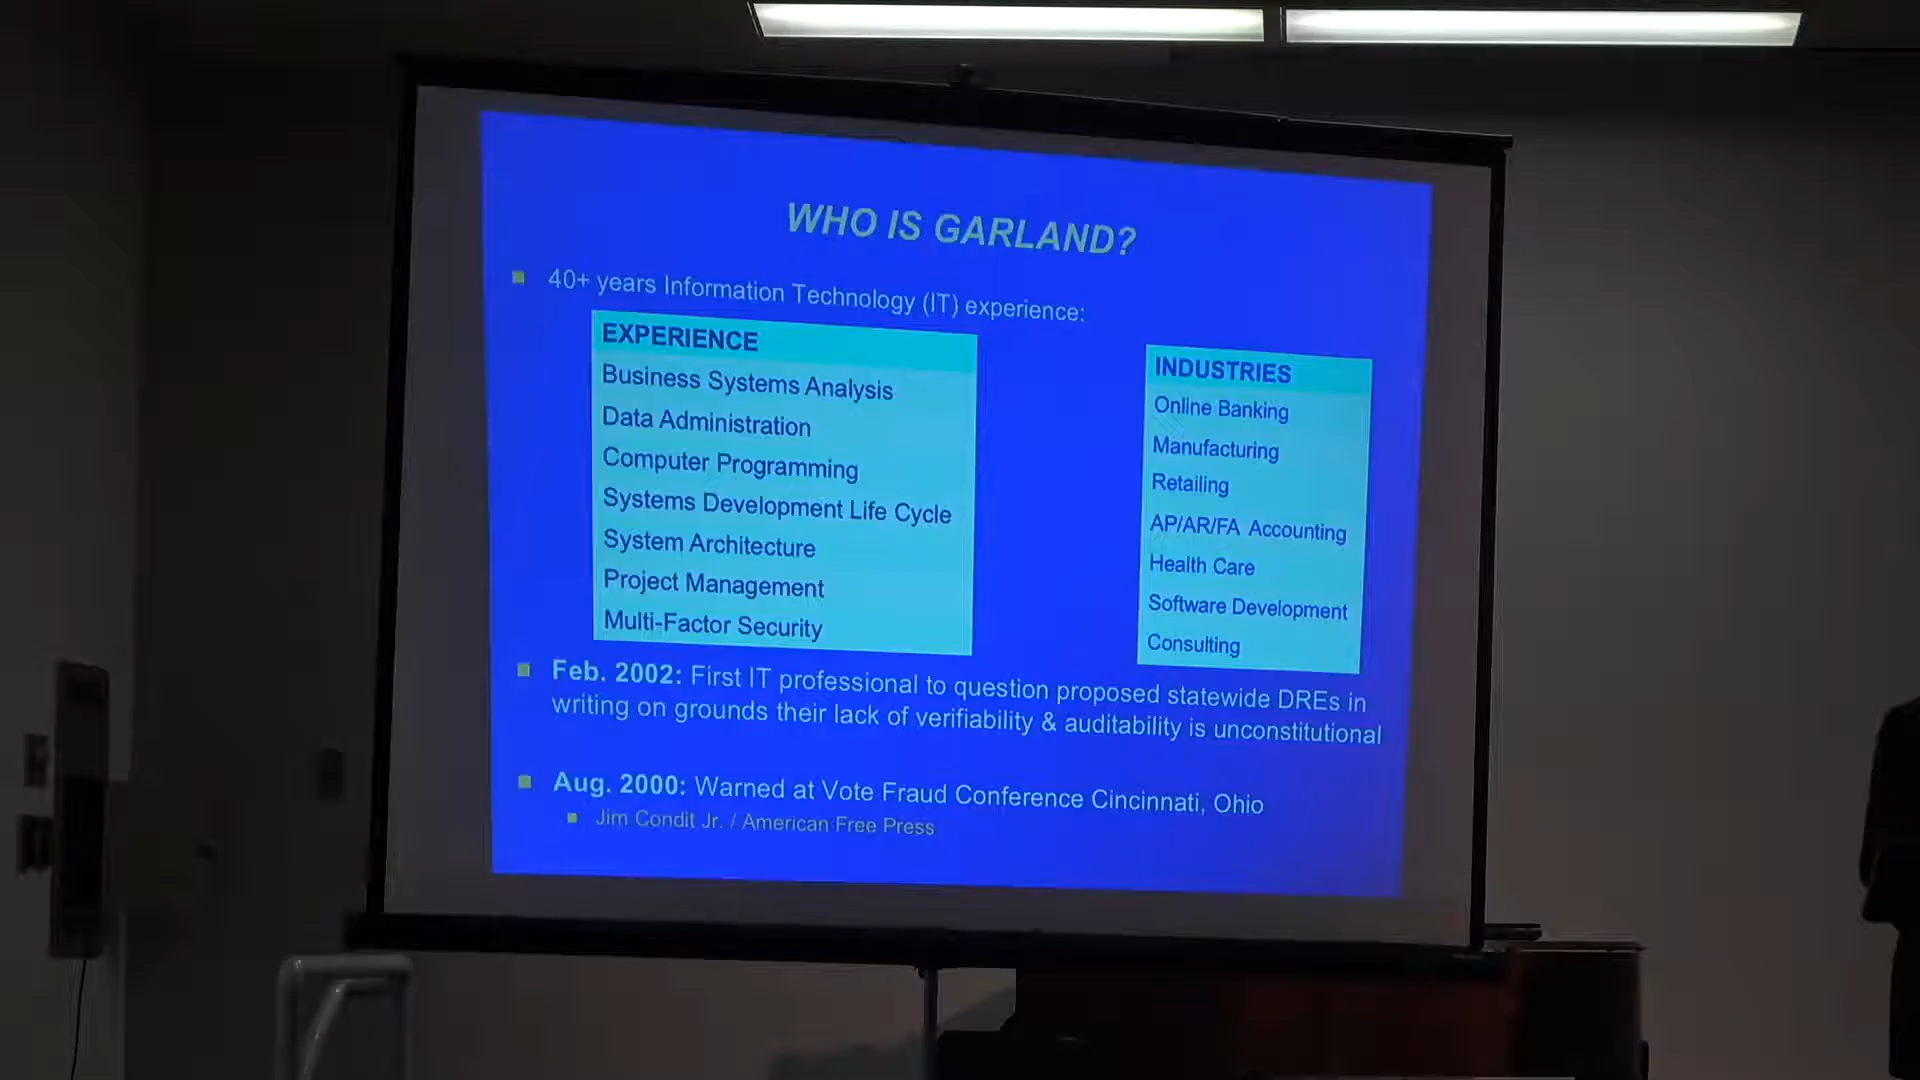 WHO IS GARLAND?
40+ years Information Technology (IT) experience:
EXPERIENCE
Business Systems Analysis
Data Administration
Computer Programming
Systems Development Life Cycle
System Architecture
Project Management
Multi-Factor Security
INDUSTRIES
Online Banking
Manufacturing
Retailing
AP/AR/FA Accounting
Health Care
Software Development
Consulting
Feb. 2002: First IT professional to question proposed statewide DREs in
writing on grounds their lack of verifiability & auditability is unconstitutional
Aug. 2000: Warned at Vote Fraud Conference Cincinnati, Ohio
Jim Condit Jr. / American Free Press